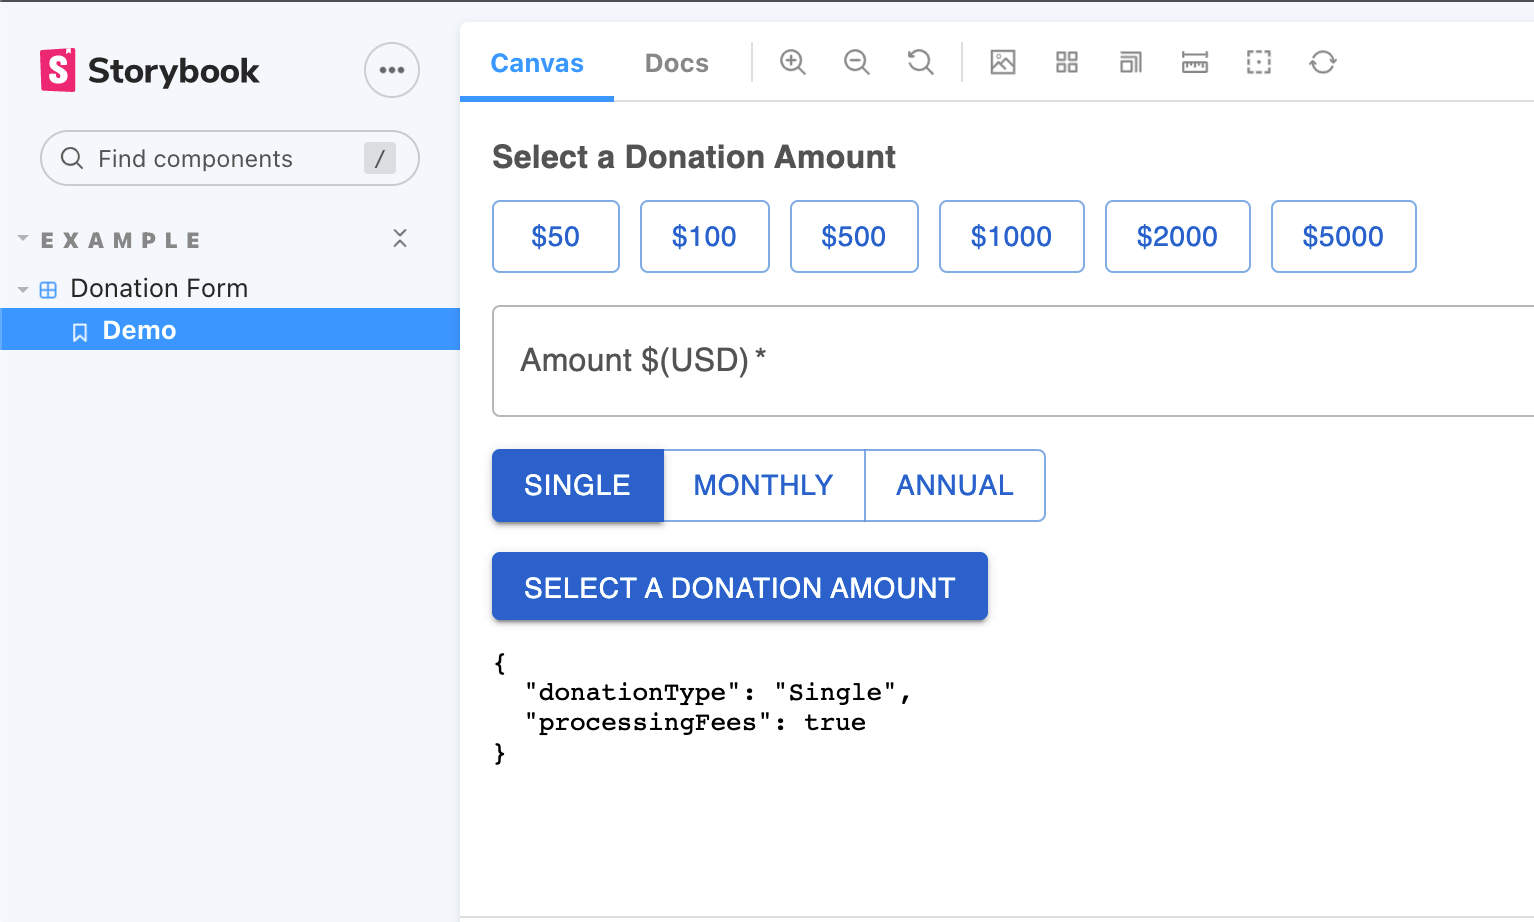 Storybook
Find components /
EXAMPLE
Donation Form
Demo
Canvas Docs
Select a Donation Amount
$50 $100 $500 $1000 $2000 $5000
Amount $(USD) *
SINGLE MONTHLY ANNUAL
SELECT A DONATION AMOUNT
{
"donationType": "Single",
"processingFees": true
}